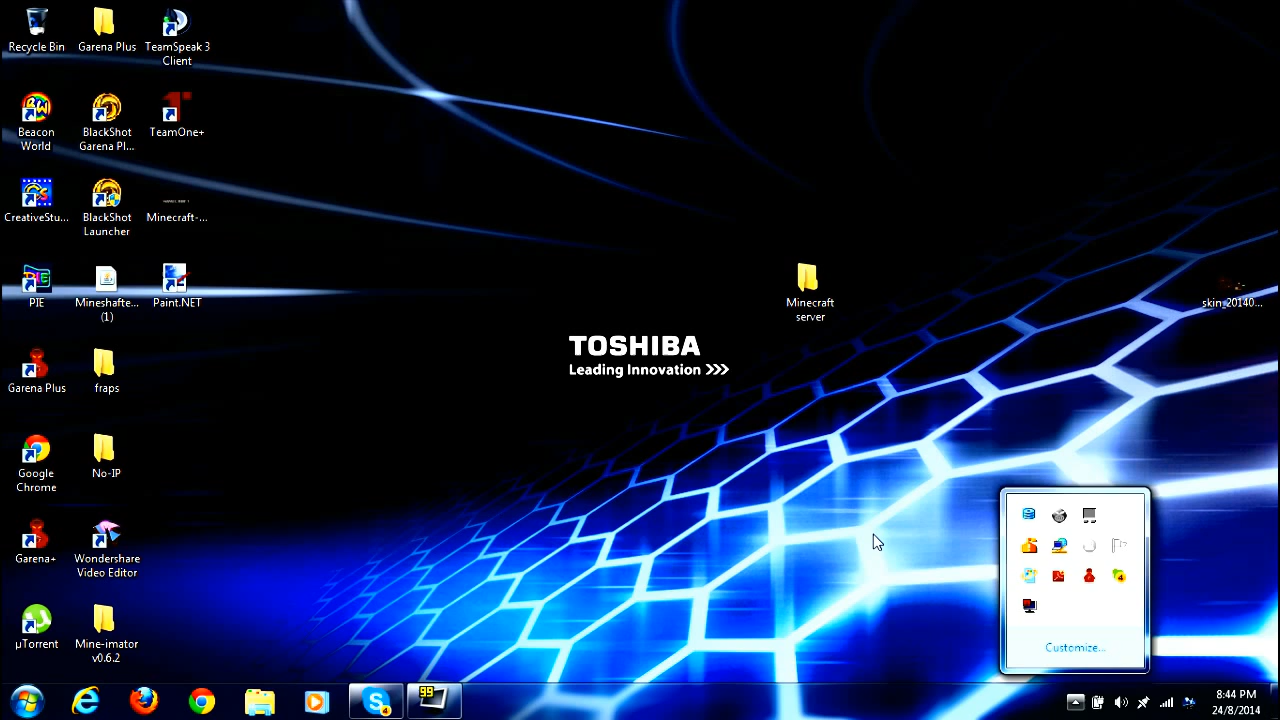 Recycle Bin
Garena Plus
TeamSpeak 3
Client
Beacon
World
BlackShot
Garena Pl...
TeamOne+
CreativeStu...
BlackShot
Launcher
Minecraft-...
PIE
Mineshafte...
(1)
Paint.NET
Minecraft
server
skin_20140...
TOSHIBA
Leading Innovation >>>
Garena Plus
fraps
Google
Chrome
No-IP
Garena+
Wondershare
Video Editor
µTorrent
Mine-imator
v0.6.2
Customize...
99
4
8:44 PM
24/8/2014